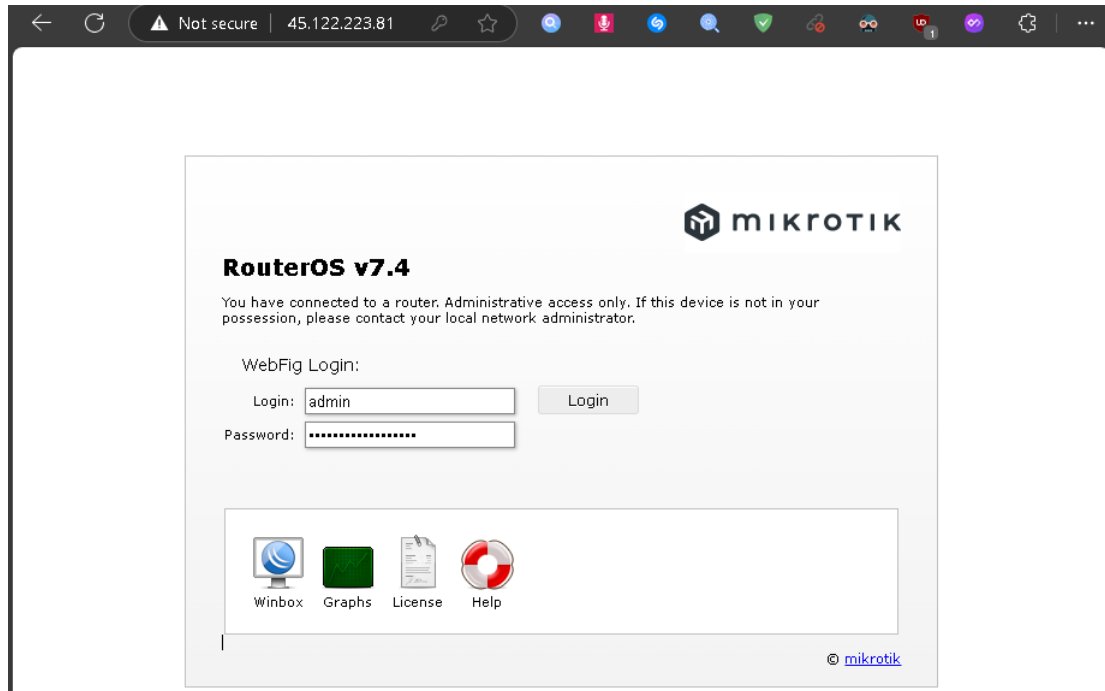 Not secure
45.122.223.81
1
mikrotik
RouterOS v7.4
You have connected to a router. Administrative access only. If this device is not in your
possession, please contact your local network administrator.
WebFig Login:
Login: admin
Login
Password: ••••••••••••••••••
Winbox Graphs License Help
© mikrotik